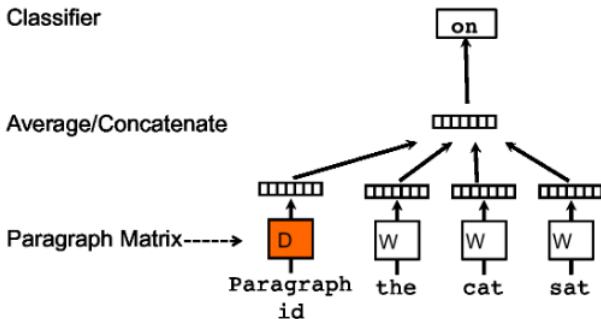 Classifier
on
Average/Concatenate
Paragraph Matrix
D
W
W
W
Paragraph
id
the
cat
sat